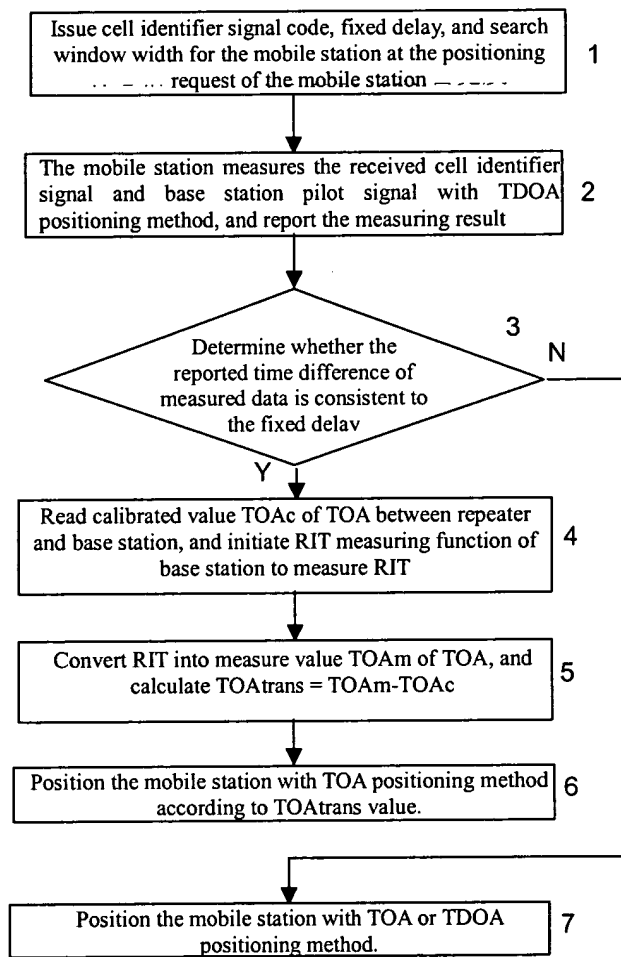 Issue cell identifier signal code, fixed delay, and search
window width for the mobile station at the positioning
request of the mobile station
1
The mobile station measures the received cell identifier
signal and base station pilot signal with TDOA
positioning method, and report the measuring result
2
3
N
Determine whether the
reported time difference of
measured data is consistent to
the fixed delay
Y
Read calibrated value TOAc of TOA between repeater
and base station, and initiate RIT measuring function of
base station to measure RIT
4
Convert RIT into measure value TOAm of TOA, and
calculate TOAtrans = TOAm-TOAc
5
Position the mobile station with TOA positioning method
according to TOAtrans value.
6
Position the mobile station with TOA or TDOA
positioning method.
7